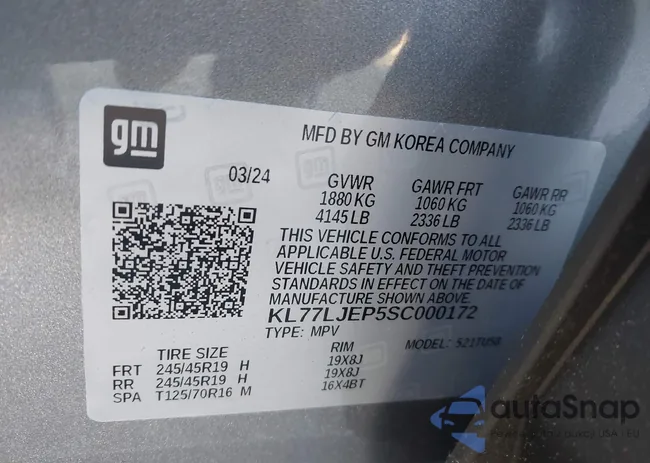 gm
MFD BY GM KOREA COMPANY
03/24 GVWR GAWR FRT GAWR RR
1880 KG 1060 KG 1060 KG
4145 LB 2336 LB 2336 LB
THIS VEHICLE CONFORMS TO ALL
APPLICABLE U.S. FEDERAL MOTOR
VEHICLE SAFETY AND THEFT PREVENTION
STANDARDS IN EFFECT ON THE DATE OF
MANUFACTURE SHOWN ABOVE.
KL77LJEP5SC000172
TYPE: MPV MODEL: 521TU58
TIRE SIZE RIM
FRT 245/45R19 H 19X8J
RR 245/45R19 H 19X8J
SPA T125/70R16 M 16X4BT
autaSnap